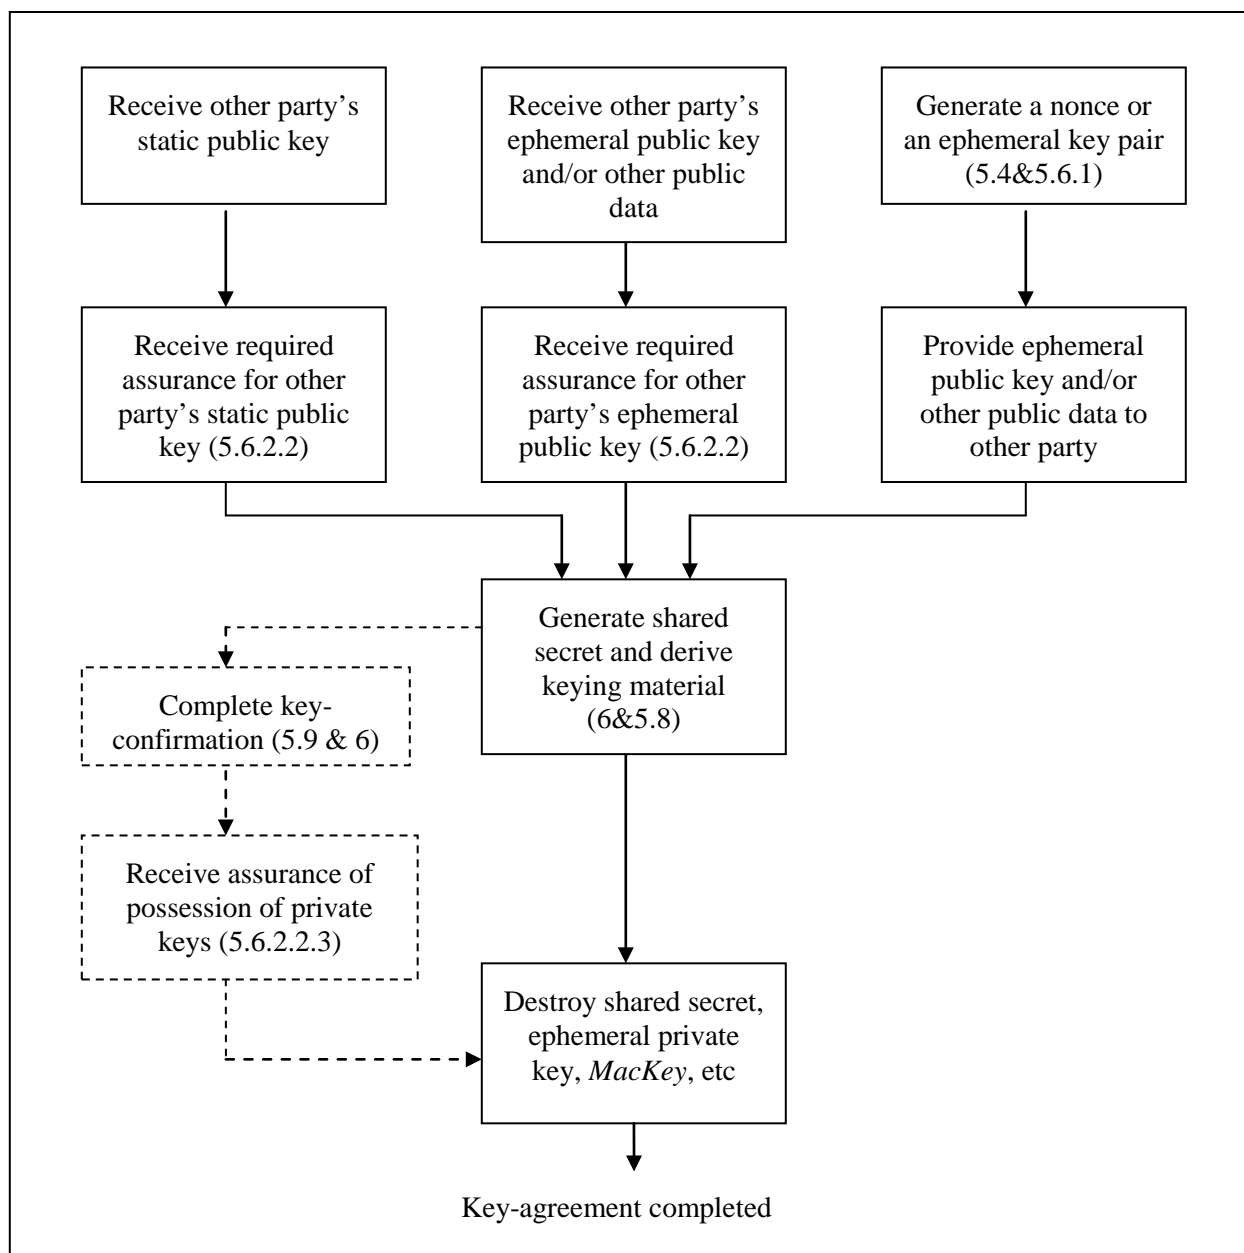 Receive other party’s
static public key
Receive other party’s
ephemeral public key
and/or other public
data
Generate a nonce or
an ephemeral key pair
(5.4&5.6.1)
Receive required
assurance for other
party’s static public
key (5.6.2.2)
Receive required
assurance for other
party’s ephemeral
public key (5.6.2.2)
Provide ephemeral
public key and/or
other public data to
other party
Generate shared
secret and derive
keying material
(6&5.8)
Complete key-
confirmation (5.9 & 6)
Receive assurance of
possession of private
keys (5.6.2.2.3)
Destroy shared secret,
ephemeral private
key, MacKey, etc
Key-agreement completed